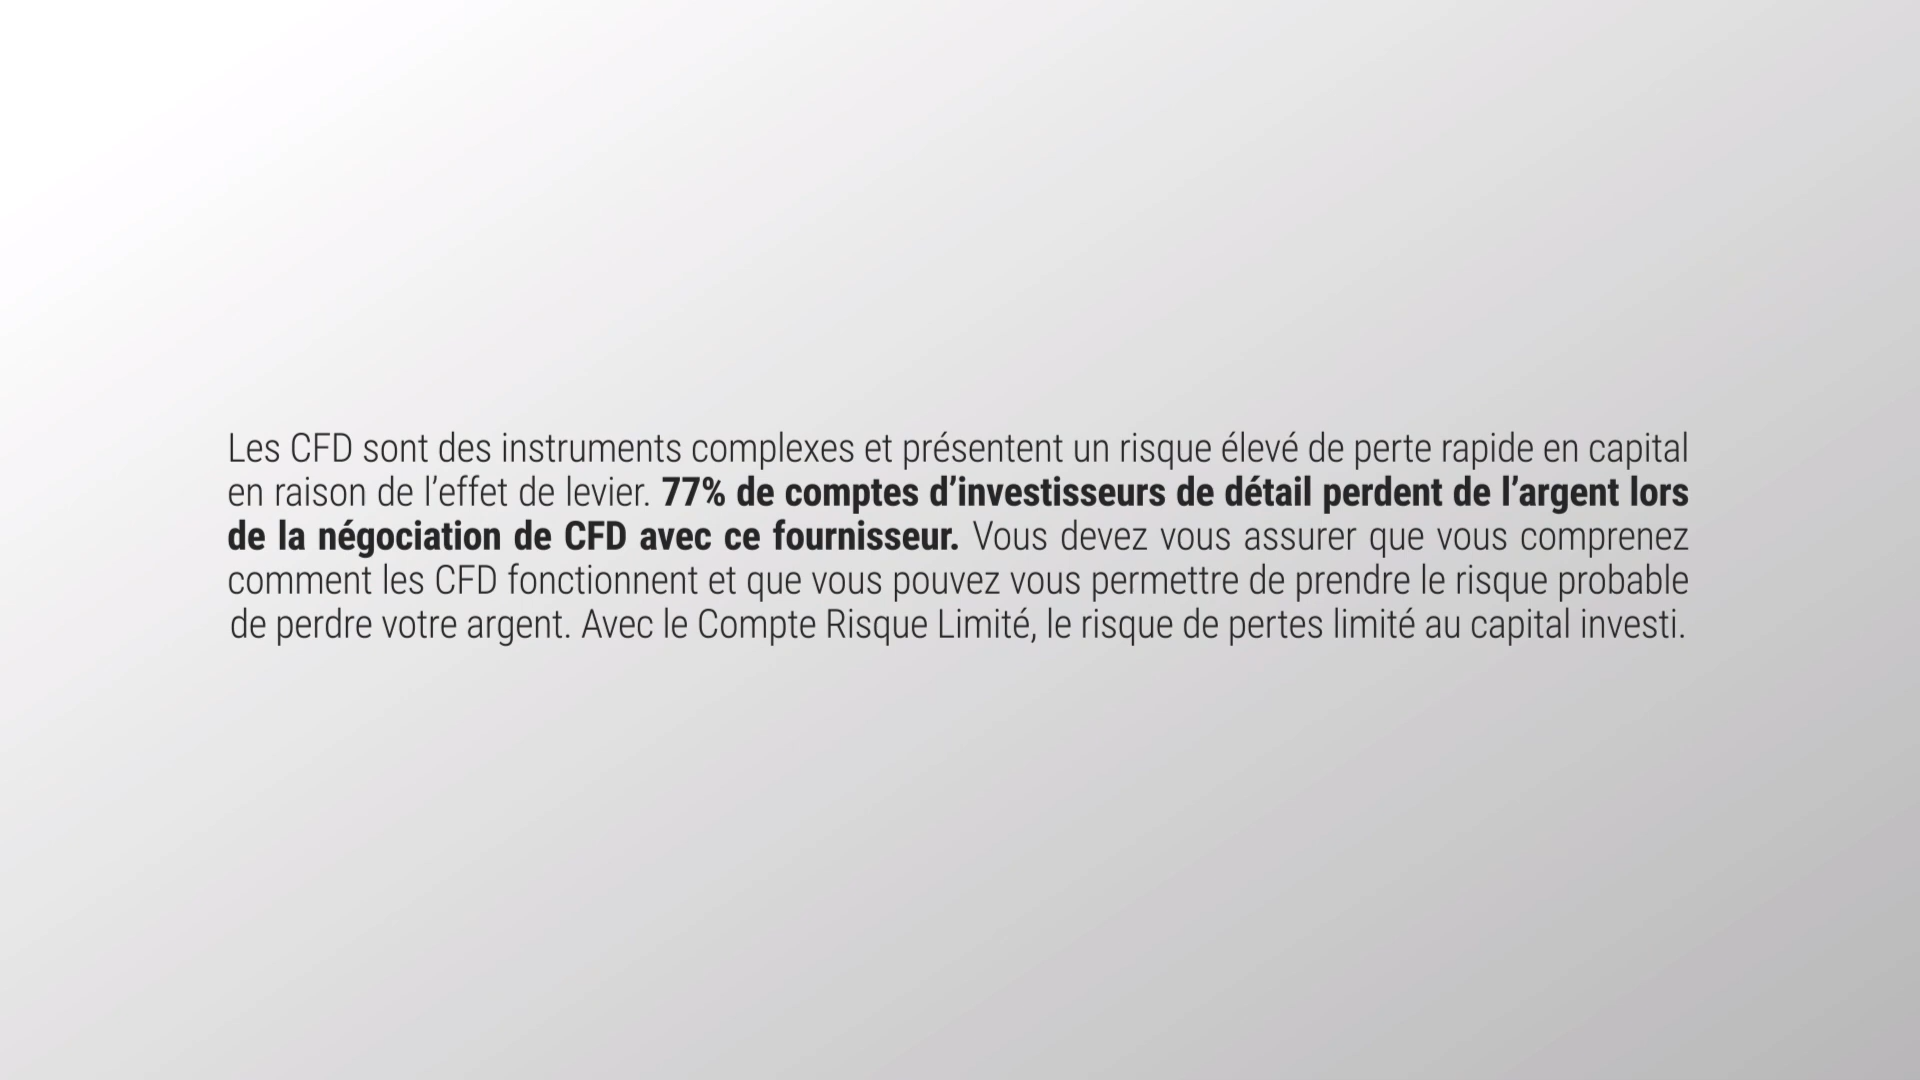 Les CFD sont des instruments complexes et présentent un risque élevé de perte rapide en capital
en raison de l’effet de levier. 77% de comptes d’investisseurs de détail perdent de l’argent lors
de la négociation de CFD avec ce fournisseur. Vous devez vous assurer que vous comprenez
comment les CFD fonctionnent et que vous pouvez vous permettre de prendre le risque probable
de perdre votre argent. Avec le Compte Risque Limité, le risque de pertes limité au capital investi.